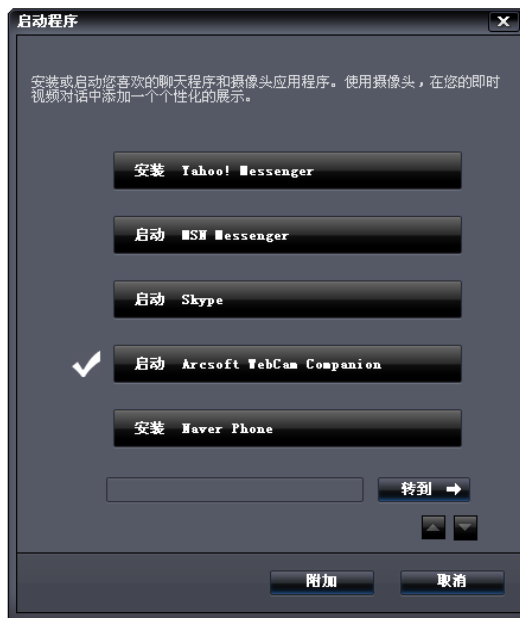 启动程序
安装或启动您喜欢的聊天程序和摄像头应用程序。使用摄像头，在您的即时
视频对话中添加一个个性化的展示。
安装 Yahoo! Messenger
启动 MSN Messenger
启动 Skype
启动 Arcsoft WebCam Companion
安装 Naver Phone
转到
附加 取消